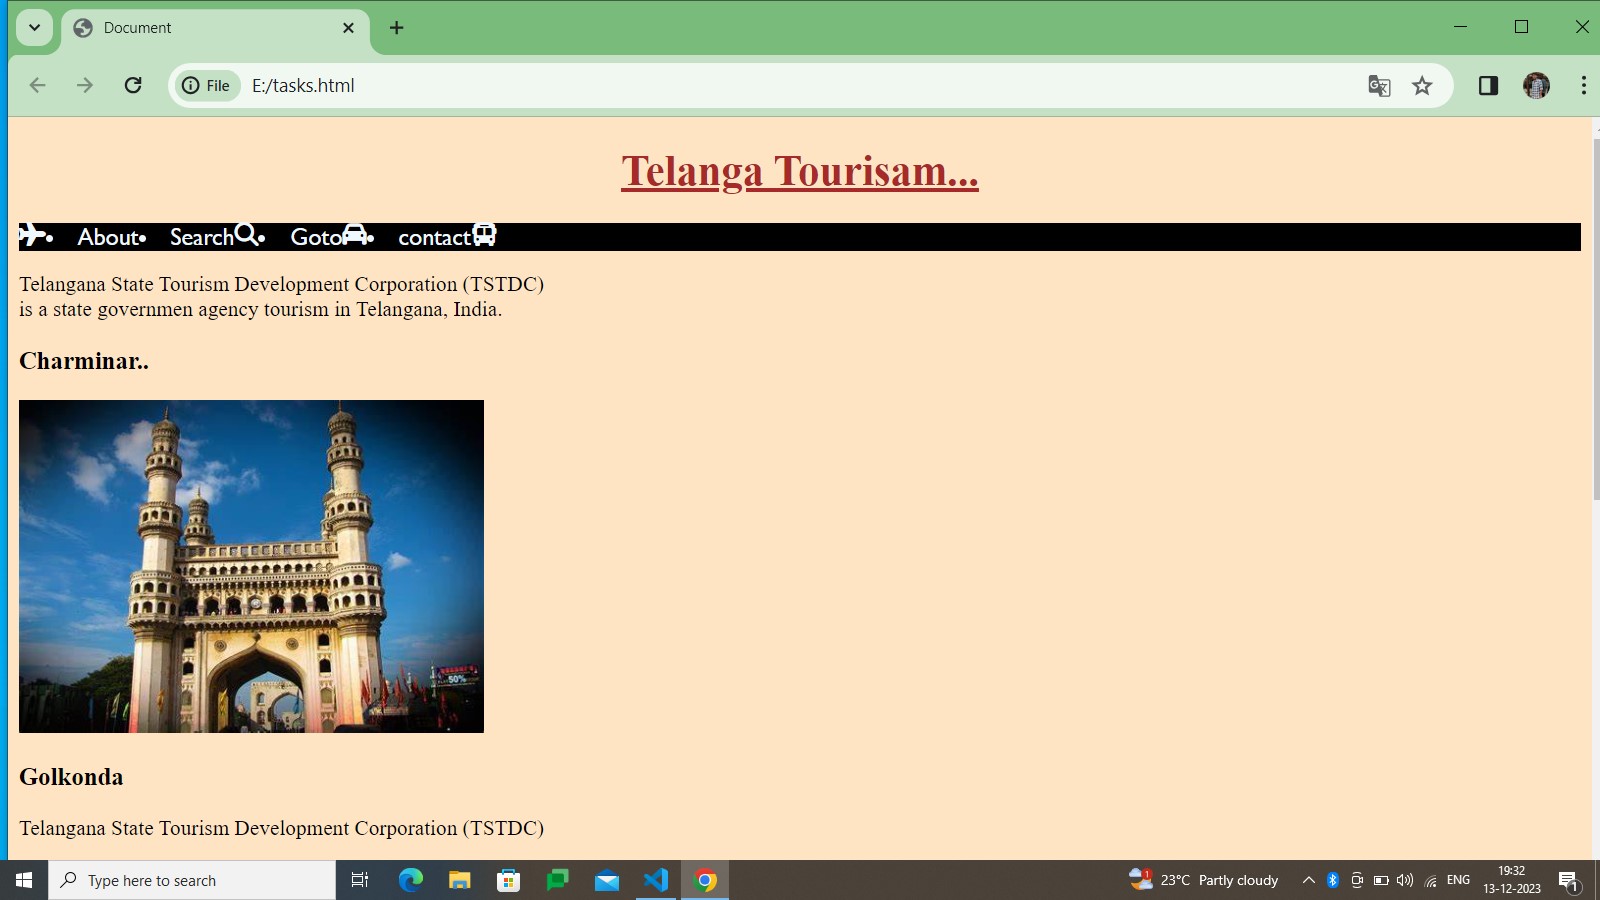 Document
File E:/tasks.html
Telanga Tourisam...
About Search Goto contact
Telangana State Tourism Development Corporation (TSTDC)
is a state governmen agency tourism in Telangana, India.
Charminar..
50%
Golkonda
Telangana State Tourism Development Corporation (TSTDC)
Type here to search
1
23°C Partly cloudy
ENG
19:32
13-12-2023
1